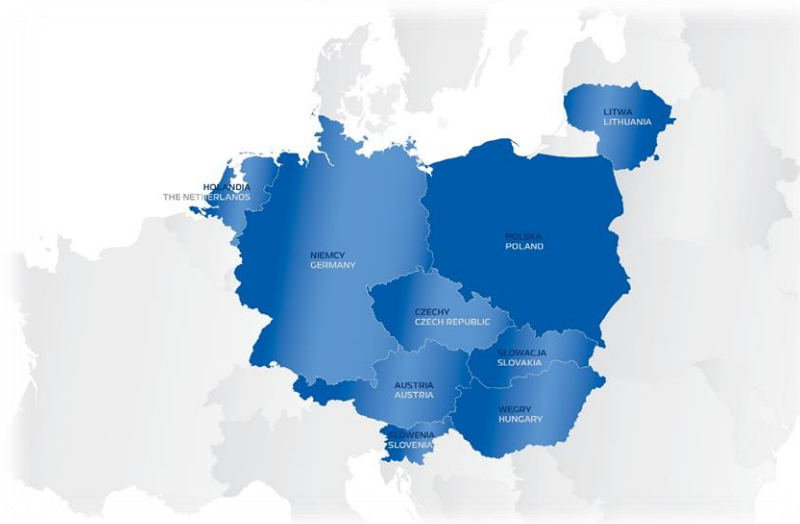 LITWA
LITHUANIA
HOLANDIA
THE NETHERLANDS
POLSKA
POLAND
NIEMCY
GERMANY
CZECHY
CZECH REPUBLIC
SŁOWACJA
SLOVAKIA
AUSTRIA
AUSTRIA
WĘGRY
HUNGARY
SŁOWENIA
SLOVENIA